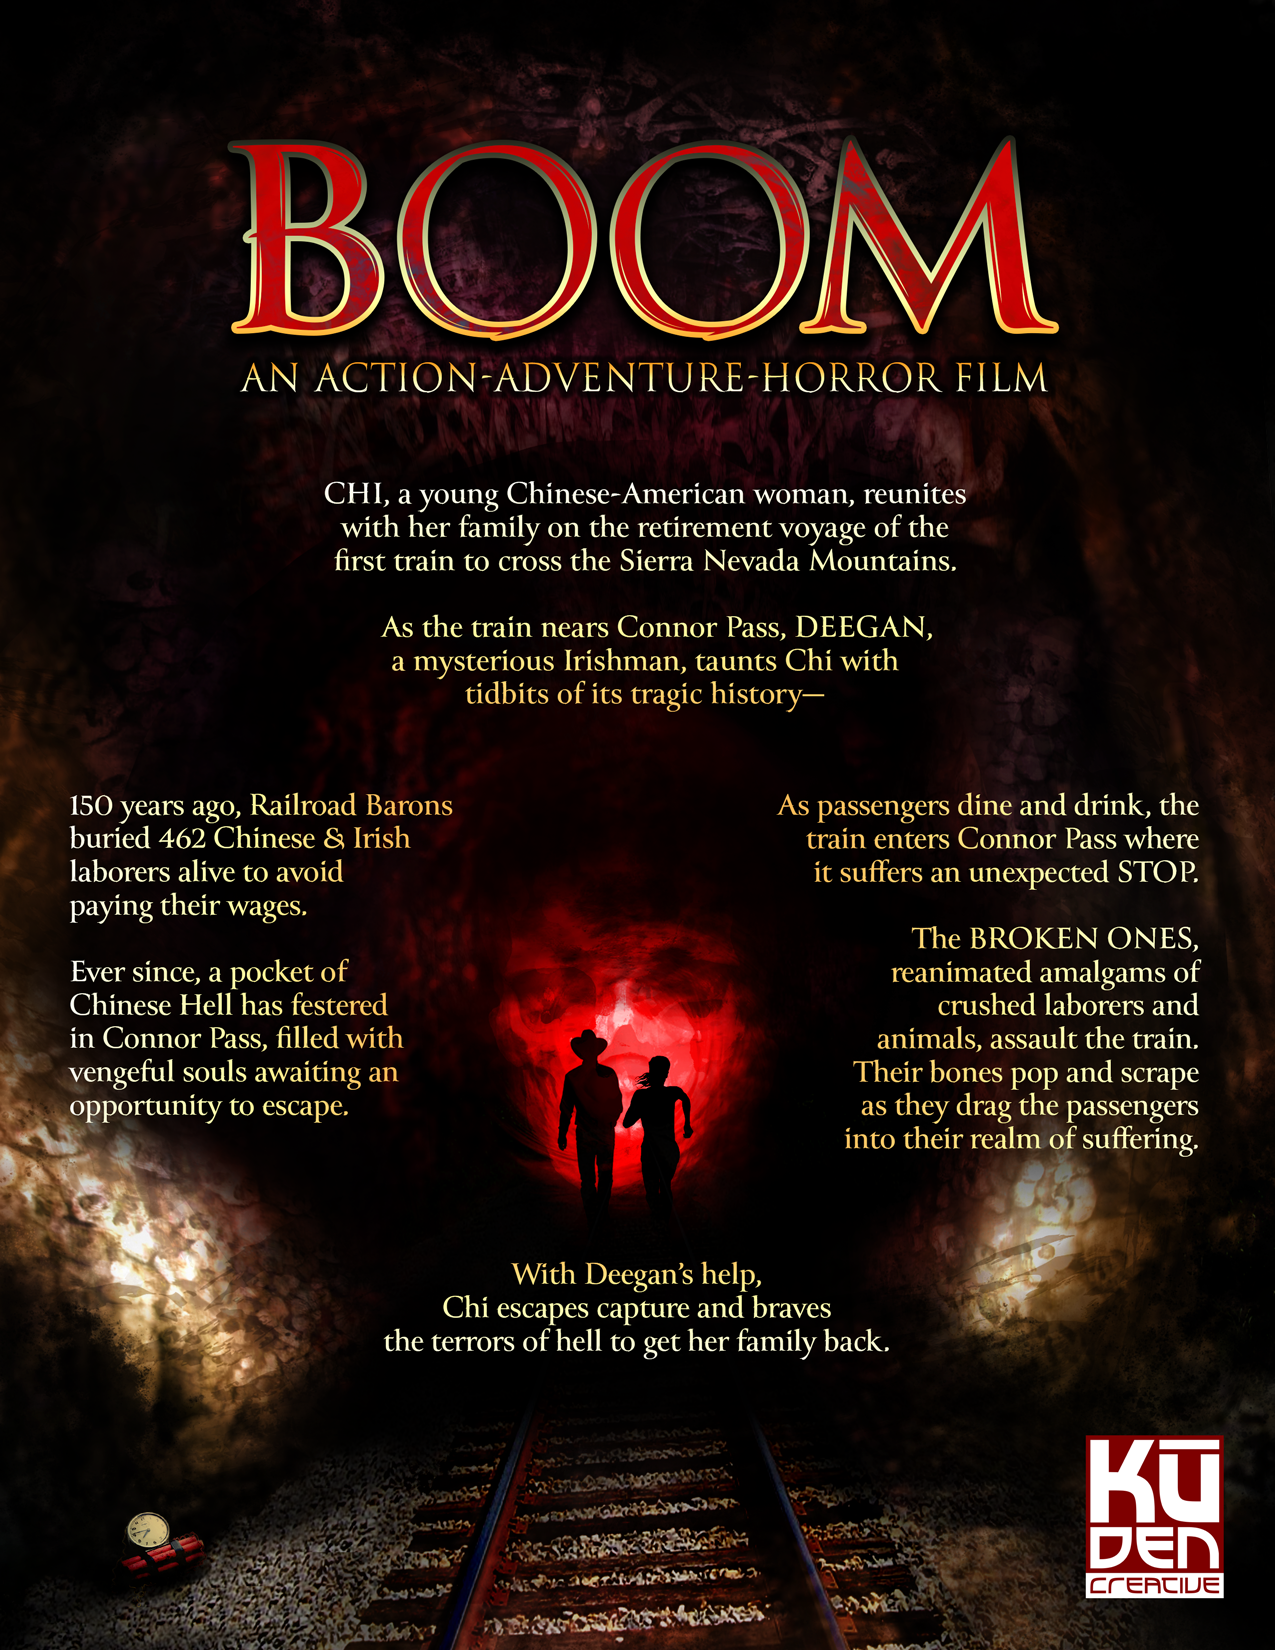 BOOM
AN ACTION-ADVENTURE-HORROR FILM
CHI, a young Chinese-American woman, reunites
with her family on the retirement voyage of the
first train to cross the Sierra Nevada Mountains.
As the train nears Connor Pass, DEEGAN,
a mysterious Irishman, taunts Chi with
tidbits of its tragic history—
150 years ago, Railroad Barons
buried 462 Chinese & Irish
laborers alive to avoid
paying their wages.
Ever since, a pocket of
Chinese Hell has festered
in Connor Pass, filled with
vengeful souls awaiting an
opportunity to escape.
As passengers dine and drink, the
train enters Connor Pass where
it suffers an unexpected STOP.
The BROKEN ONES,
reanimated amalgams of
crushed laborers and
animals, assault the train.
Their bones pop and scrape
as they drag the passengers
into their realm of suffering.
With Deegan's help,
Chi escapes capture and braves
the terrors of hell to get her family back.
KŪ
DEN
CREATIVE